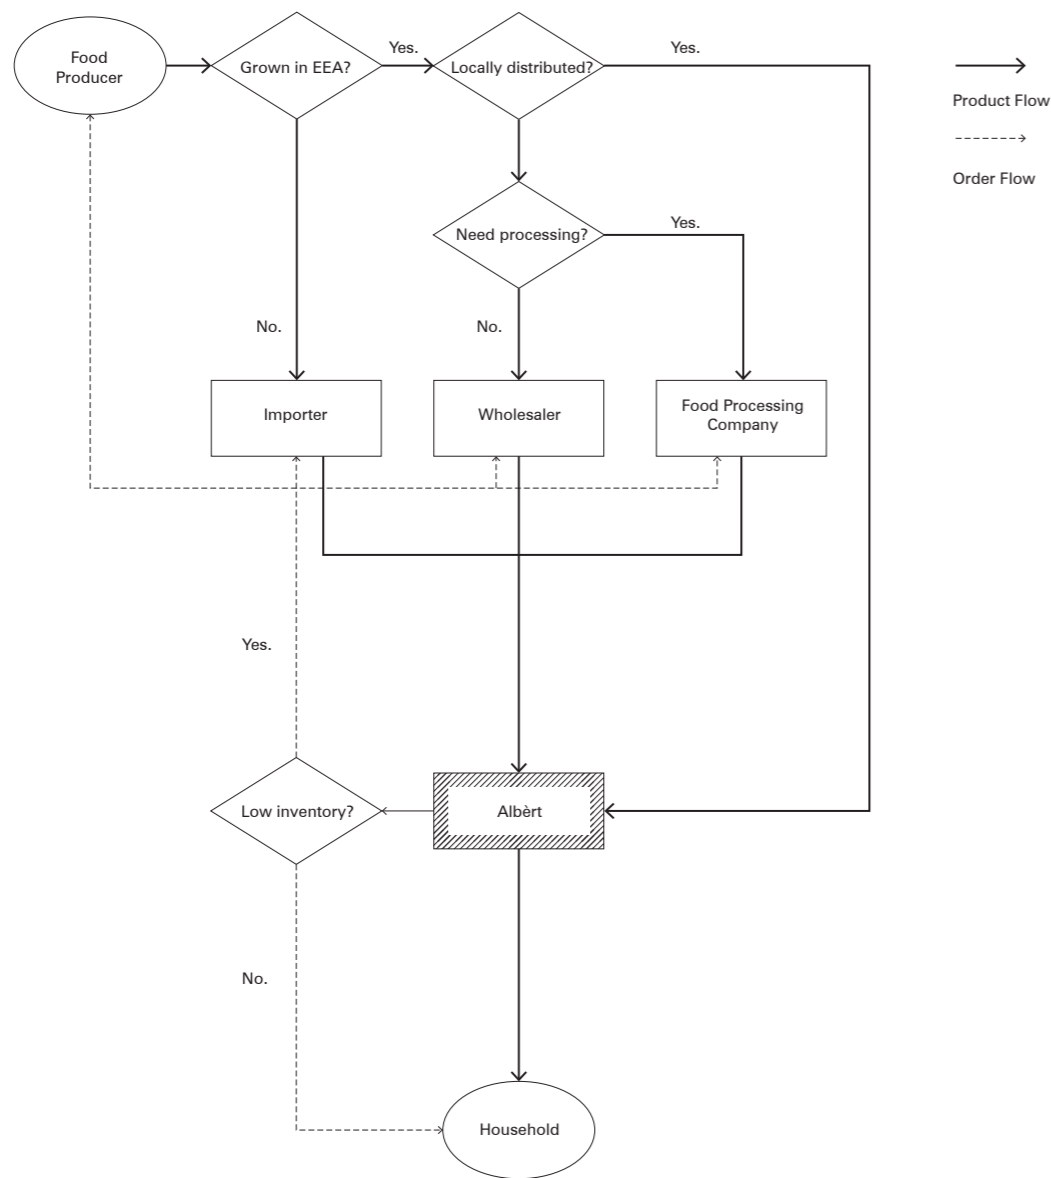 Food
Producer
Grown in EEA?
Yes.
Locally distributed?
Yes.
Product Flow
Order Flow
Need processing?
Yes.
No.
No.
Importer
Wholesaler
Food Processing
Company
Yes.
Low inventory?
Albèrt
No.
Household